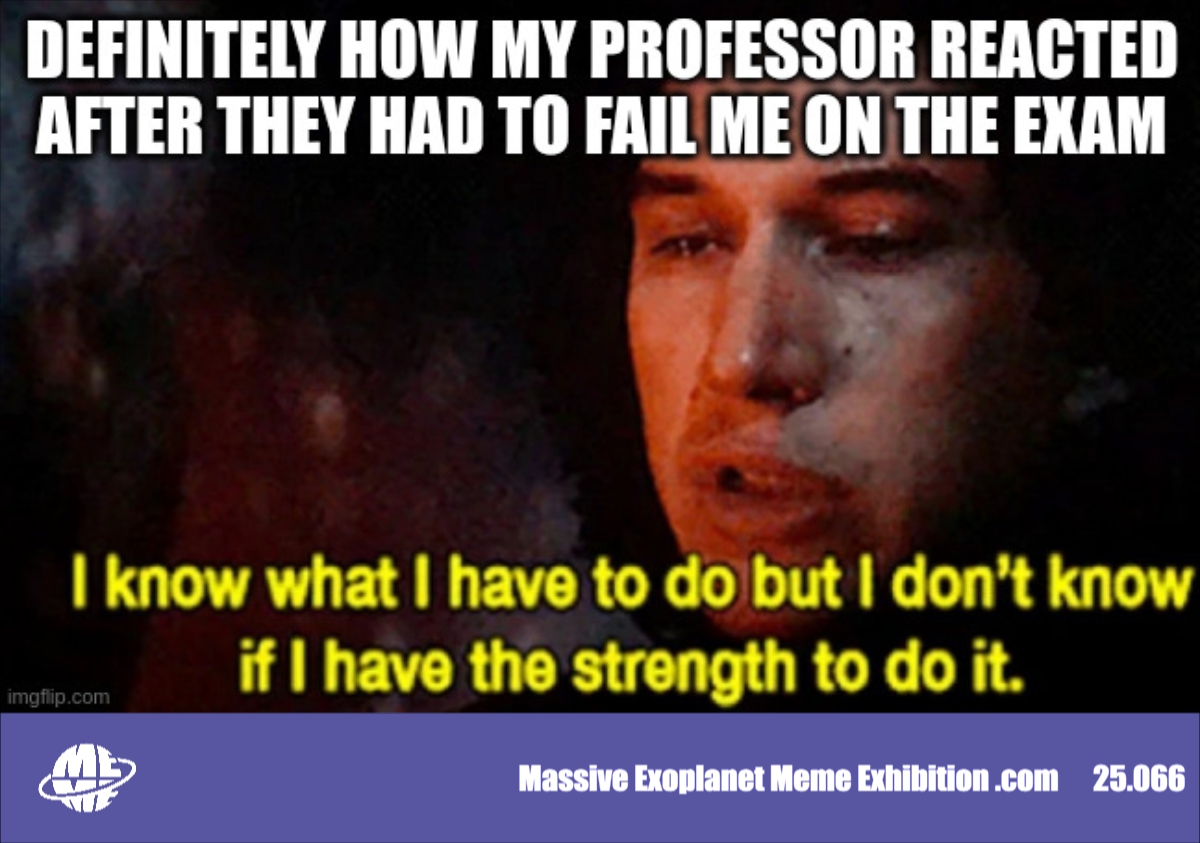 DEFINITELY HOW MY PROFESSOR REACTED
AFTER THEY HAD TO FAIL ME ON THE EXAM
I know what I have to do but I don't know
if I have the strength to do it.
imgflip.com
ME
ME
Massive Exoplanet Meme Exhibition .com 25.066